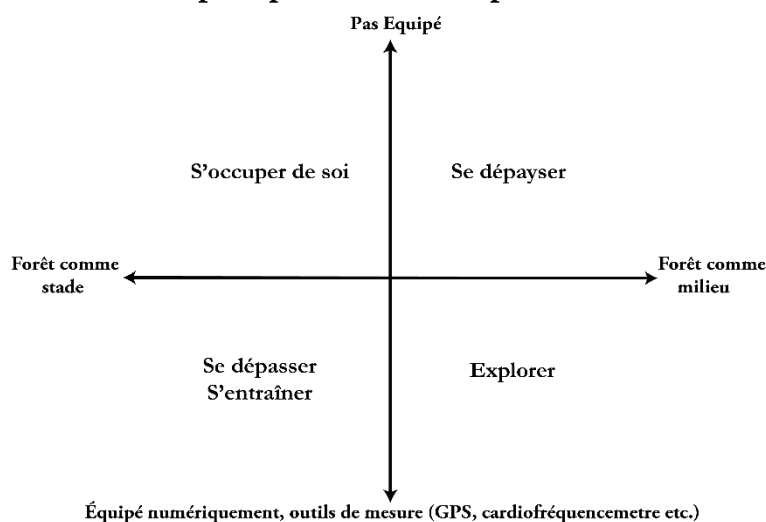 Pas Equipé
S'occuper de soi
Se dépayser
Forêt comme
stade
Forêt comme
milieu
Se dépasser
S'entraîner
Explorer
Équipé numériquement, outils de mesure (GPS, cardiofréquencemetre etc.)